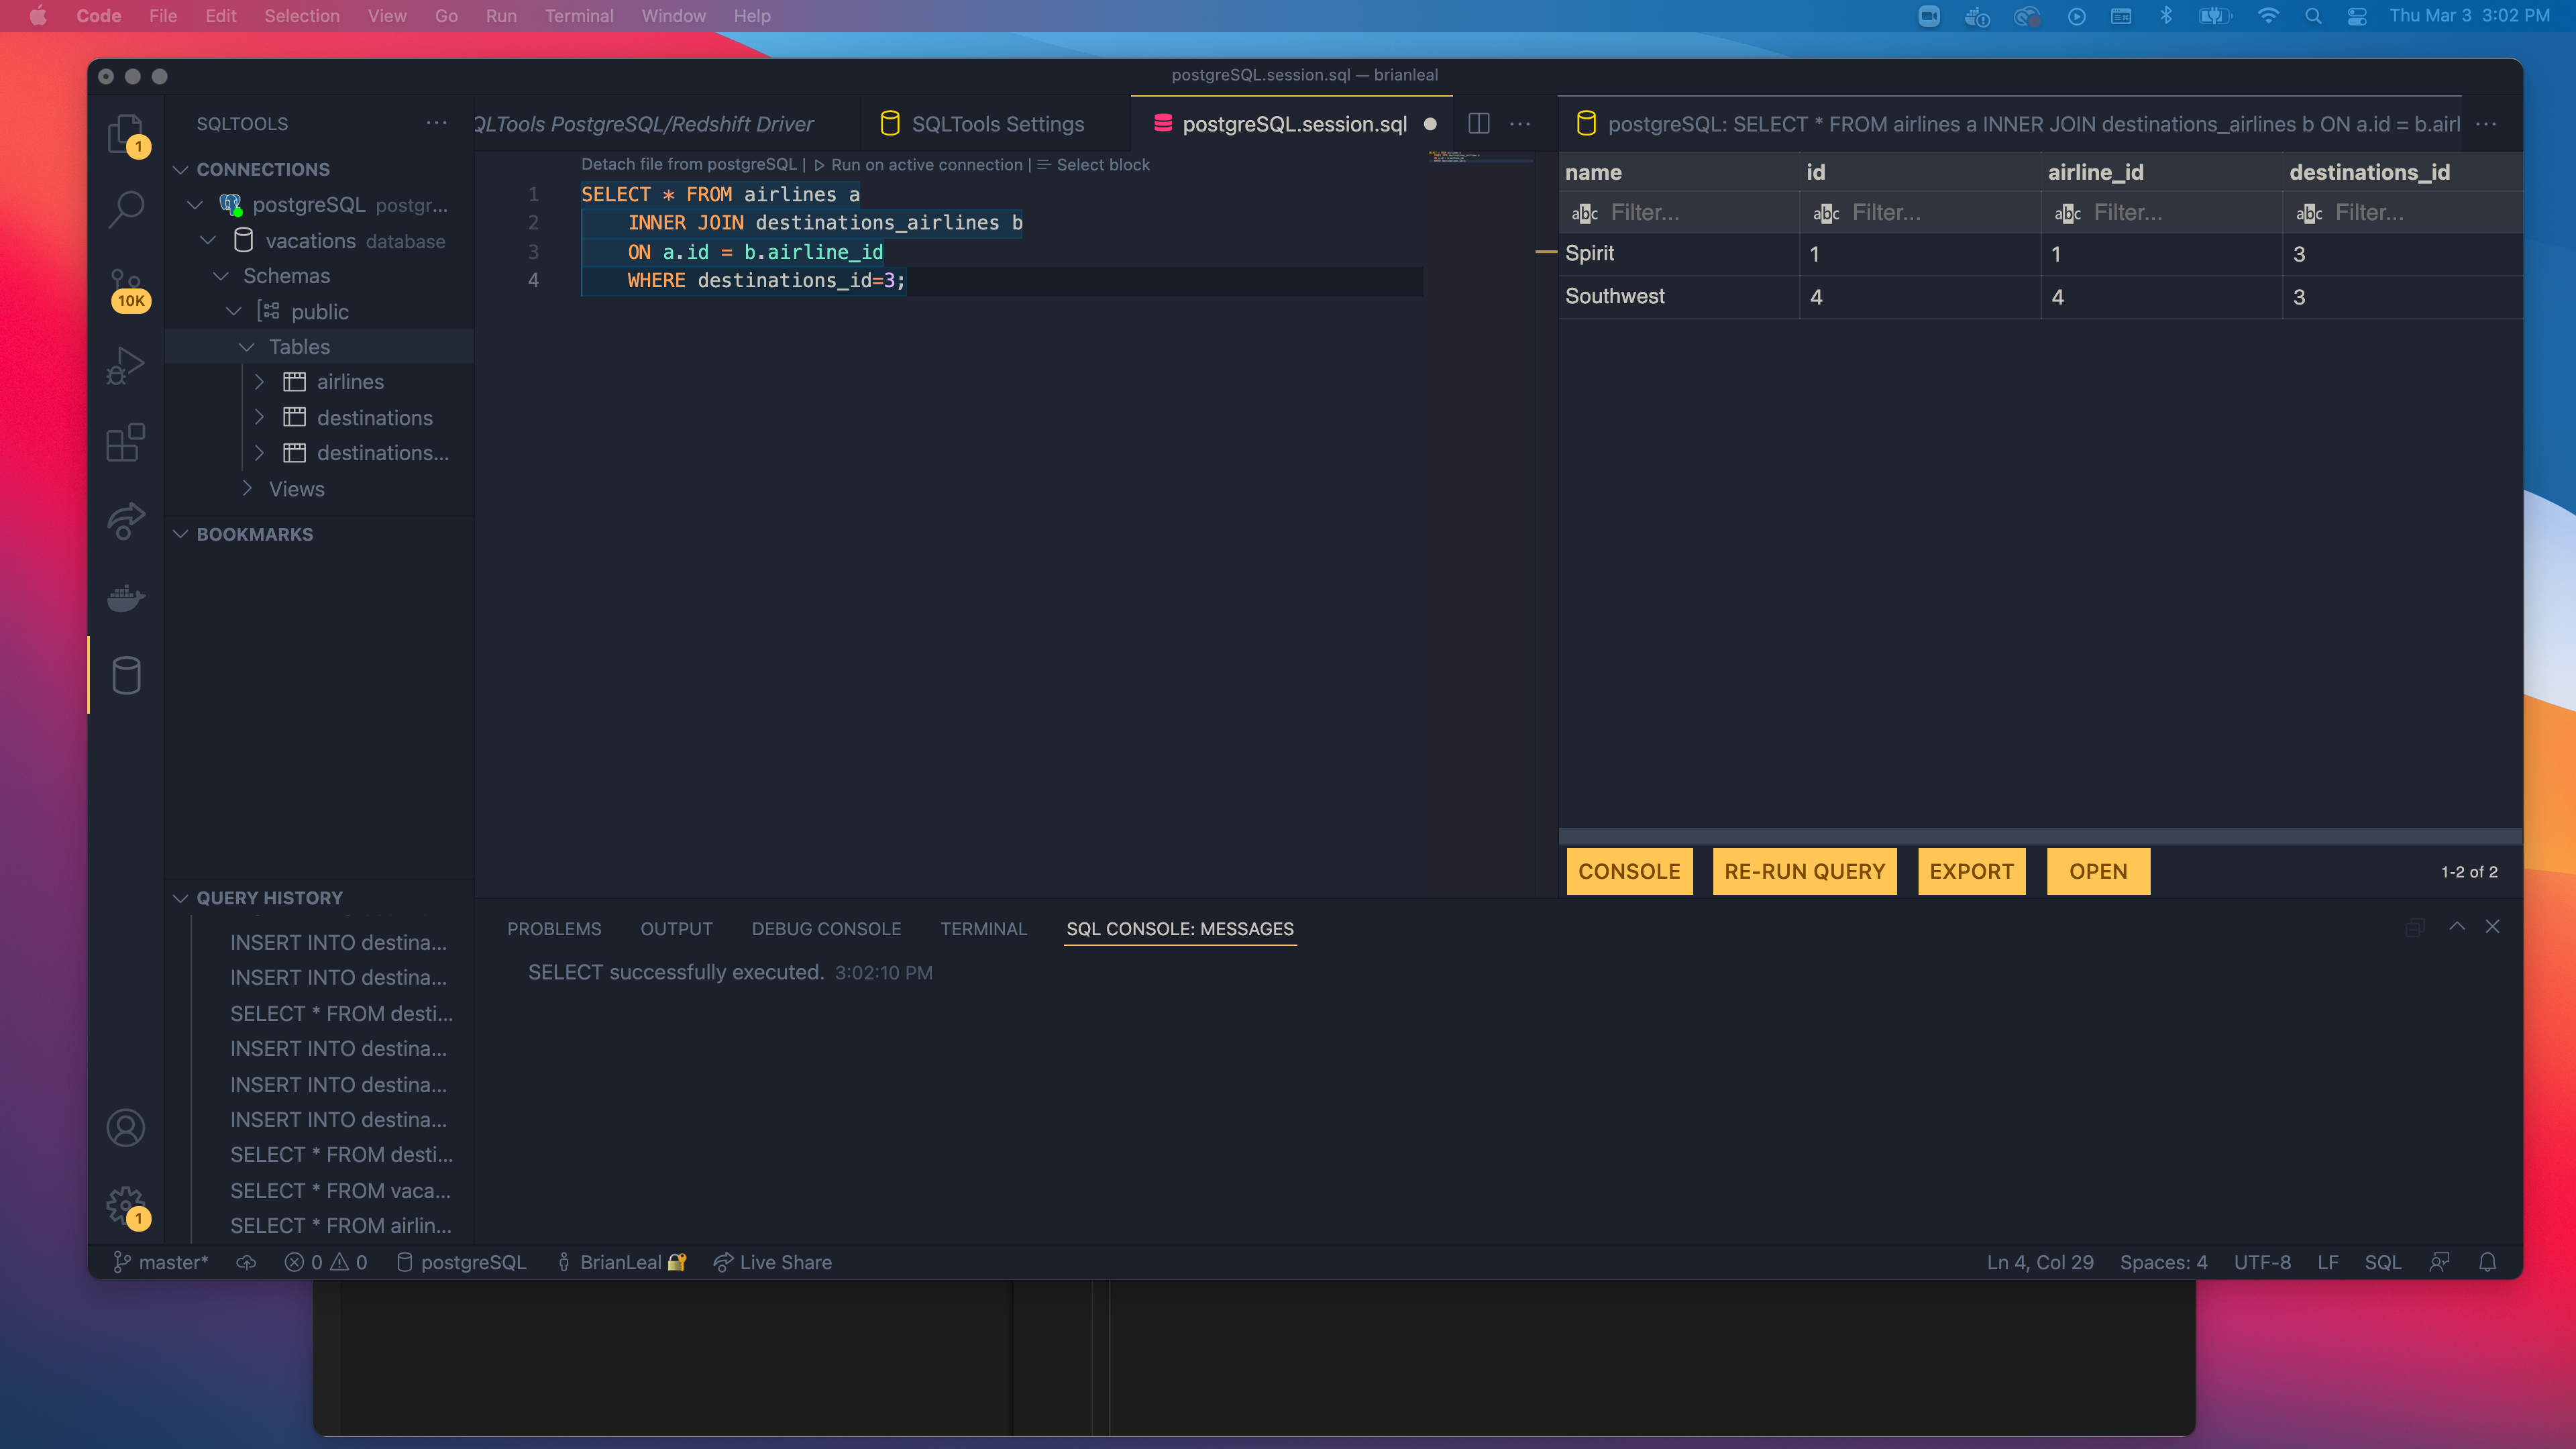 Code File Edit Selection View Go Run Terminal Window Help Thu Mar 3 3:02 PM
postgreSQL.session.sql — brianleal
SQLTOOLS
CONNECTIONS
postgreSQL postgr...
vacations database
Schemas
public
Tables
airlines
destinations
destinations...
Views
BOOKMARKS
QUERY HISTORY
INSERT INTO destina...
INSERT INTO destina...
SELECT * FROM desti...
INSERT INTO destina...
INSERT INTO destina...
INSERT INTO destina...
SELECT * FROM desti...
SELECT * FROM vaca...
SELECT * FROM airlin...
1
10K
1
QLTools PostgreSQL/Redshift Driver SQLTools Settings postgreSQL.session.sql
Detach file from postgreSQL | Run on active connection | Select block
1 SELECT * FROM airlines a
2 INNER JOIN destinations_airlines b
3 ON a.id = b.airline_id
4 WHERE destinations_id=3;
postgreSQL: SELECT * FROM airlines a INNER JOIN destinations_airlines b ON a.id = b.airl
name id airline_id destinations_id
abc Filter... abc Filter... abc Filter... abc Filter...
Spirit 1 1 3
Southwest 4 4 3
CONSOLE RE-RUN QUERY EXPORT OPEN 1-2 of 2
PROBLEMS OUTPUT DEBUG CONSOLE TERMINAL SQL CONSOLE: MESSAGES
SELECT successfully executed. 3:02:10 PM
master* 0 0 postgreSQL BrianLeal Live Share Ln 4, Col 29 Spaces: 4 UTF-8 LF SQL